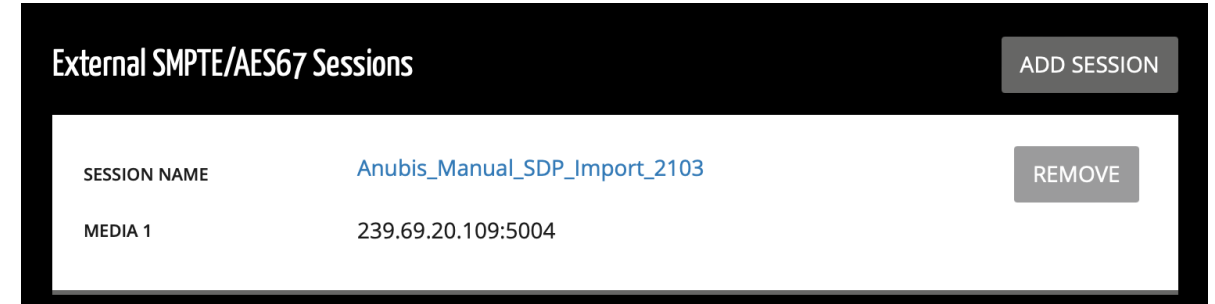 External SMPTE/AES67 Sessions
ADD SESSION
SESSION NAME Anubis_Manual_SDP_Import_2103
REMOVE
MEDIA 1 239.69.20.109:5004